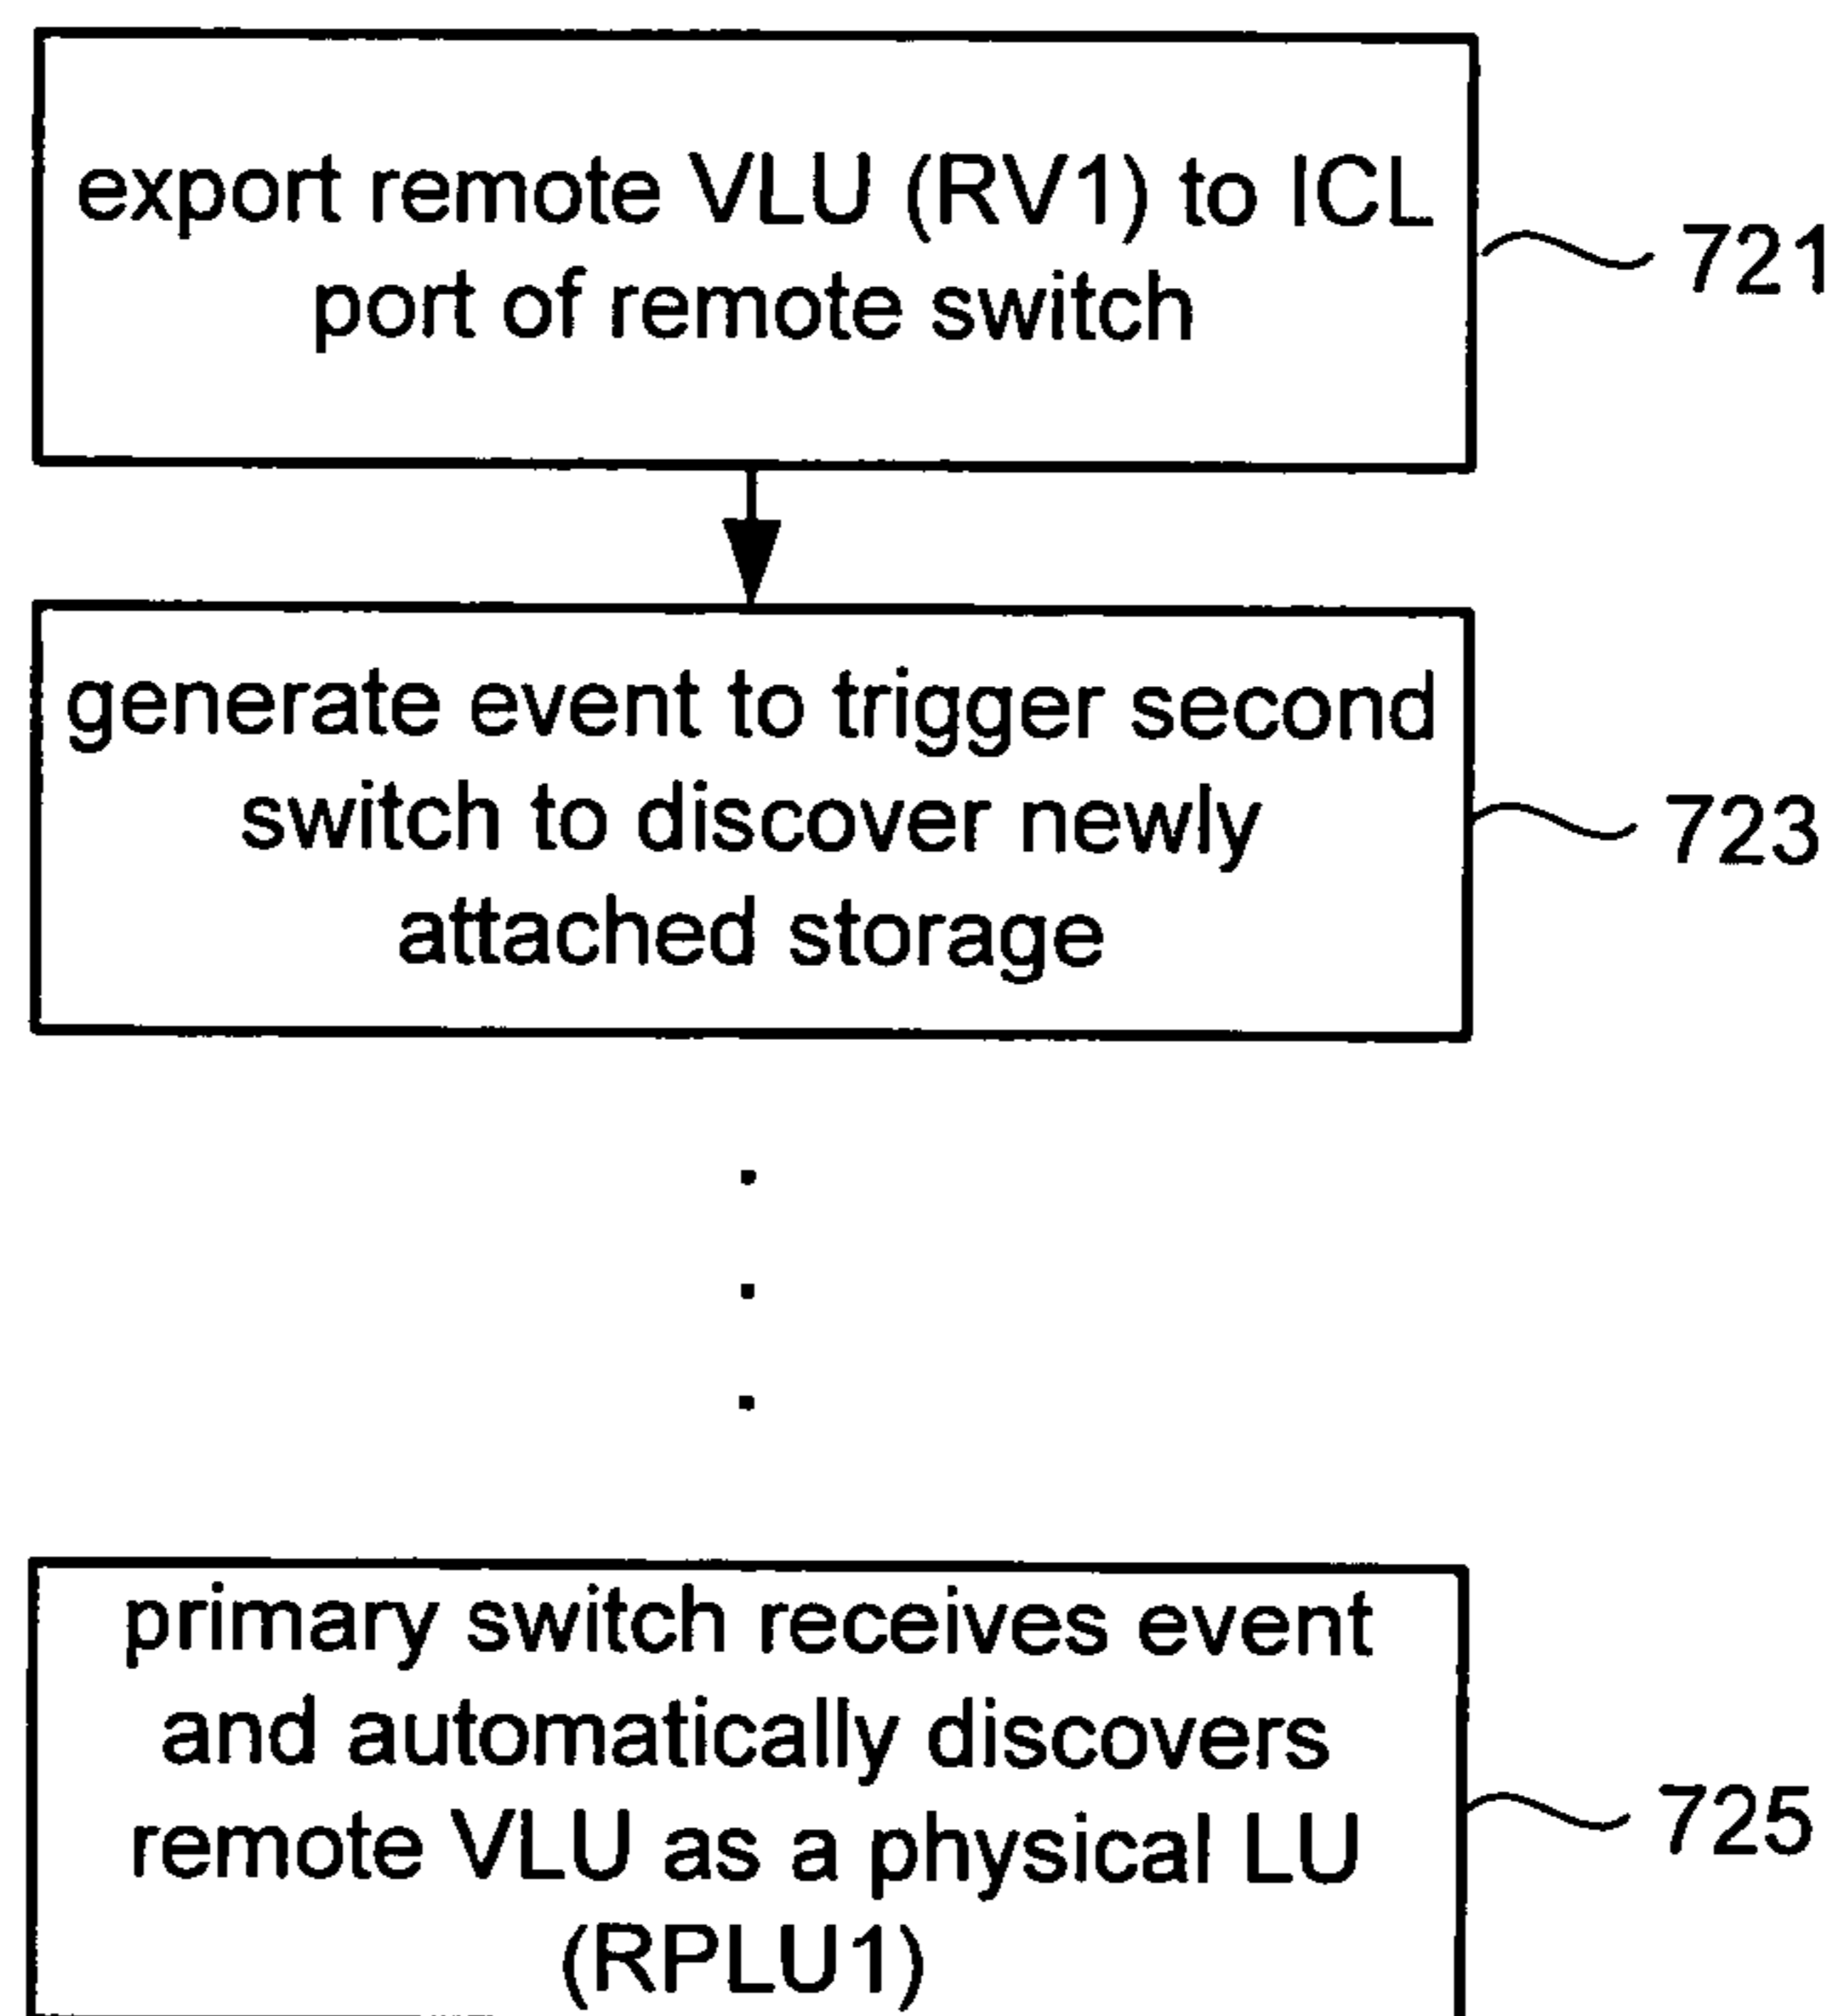 export remote VLU (RV1) to ICL
port of remote switch
721
generate event to trigger second
switch to discover newly
attached storage
723
primary switch receives event
and automatically discovers
remote VLU as a physical LU
(RPLU1)
725